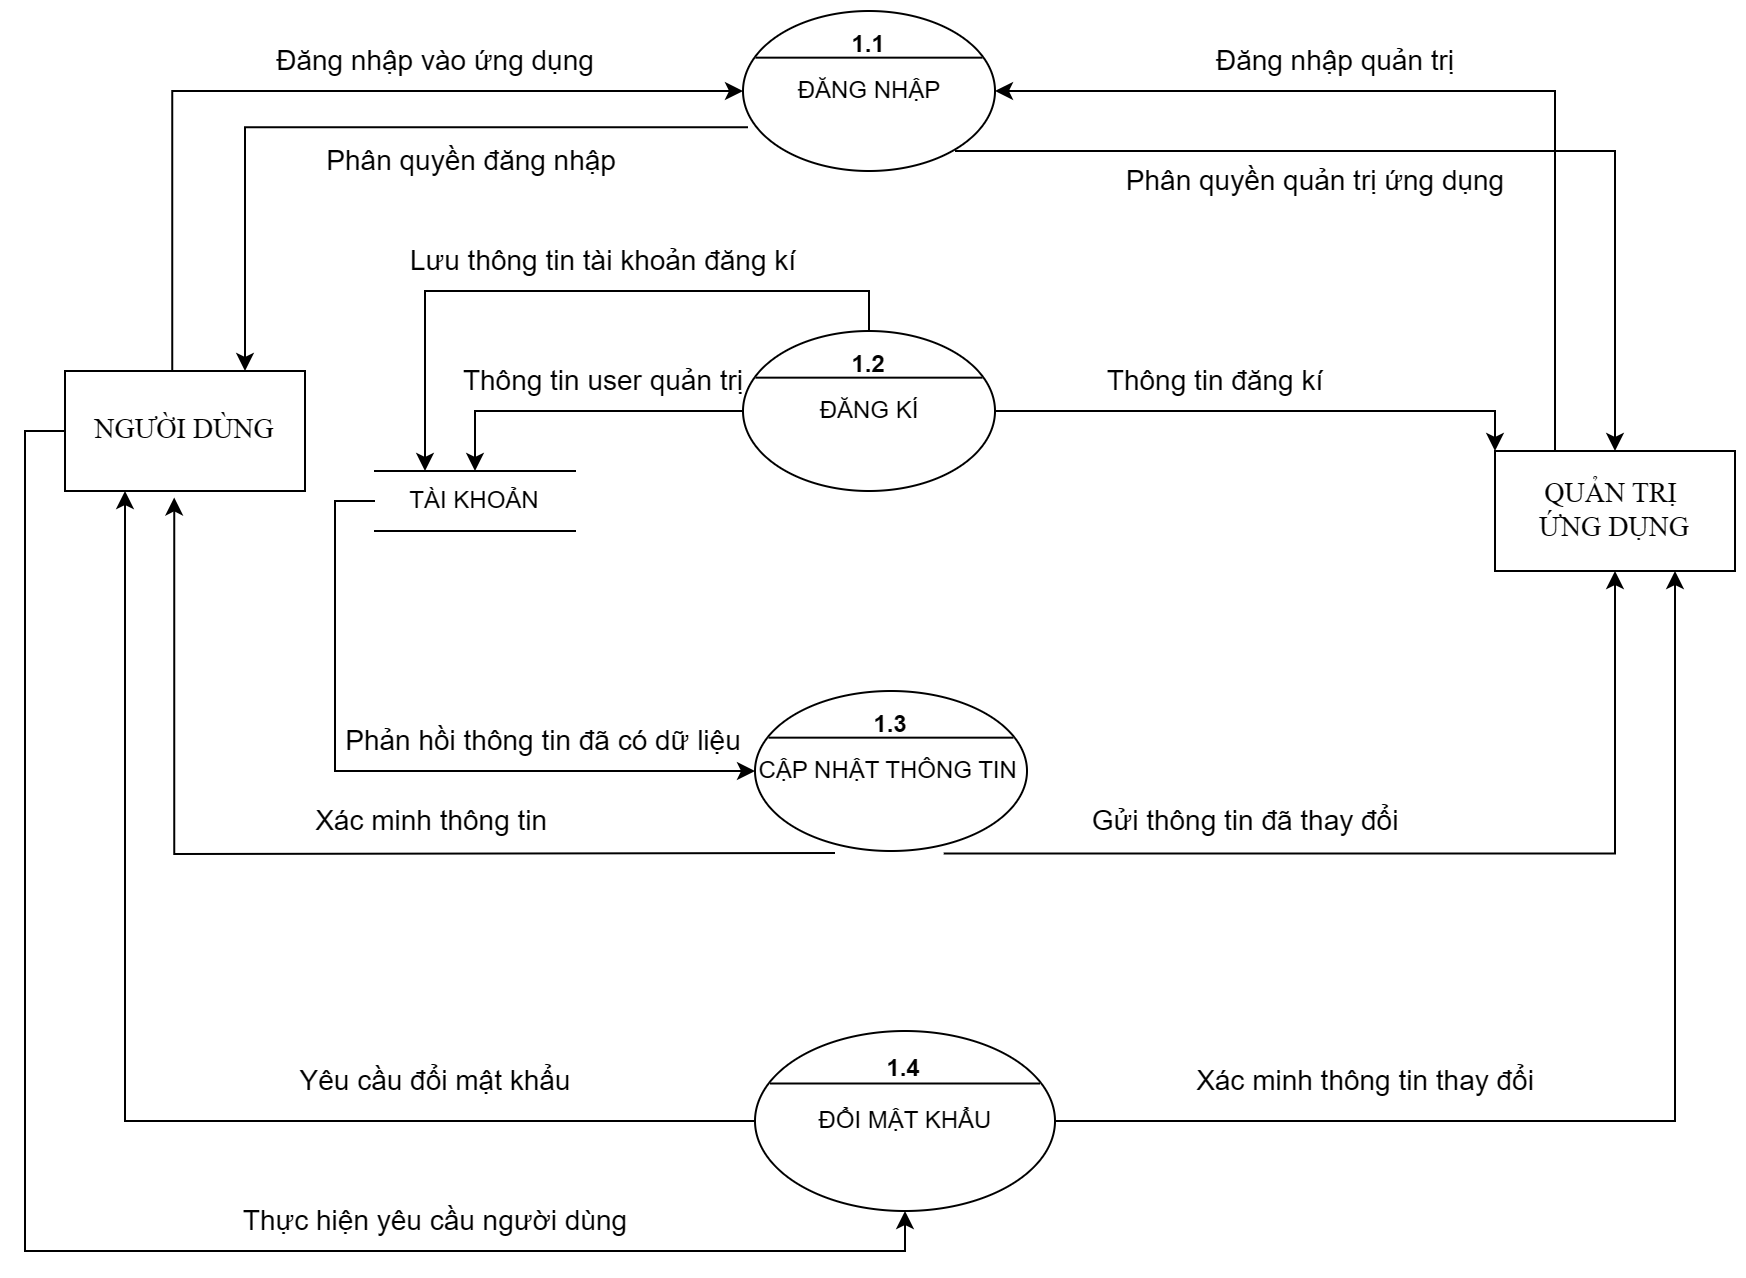 1.1
Đăng nhập vào ứng dụng
Đăng nhập quản trị
ĐĂNG NHẬP
Phân quyền đăng nhập
Phân quyền quản trị ứng dụng
Lưu thông tin tài khoản đăng kí
1.2
Thông tin user quản trị
Thông tin đăng kí
ĐĂNG KÍ
NGƯỜI DÙNG
TÀI KHOẢN
QUẢN TRỊ
ỨNG DỤNG
1.3
Phản hồi thông tin đã có dữ liệu
CẬP NHẬT THÔNG TIN
Xác minh thông tin
Gửi thông tin đã thay đổi
1.4
Yêu cầu đổi mật khẩu
Xác minh thông tin thay đổi
ĐỔI MẬT KHẨU
Thực hiện yêu cầu người dùng